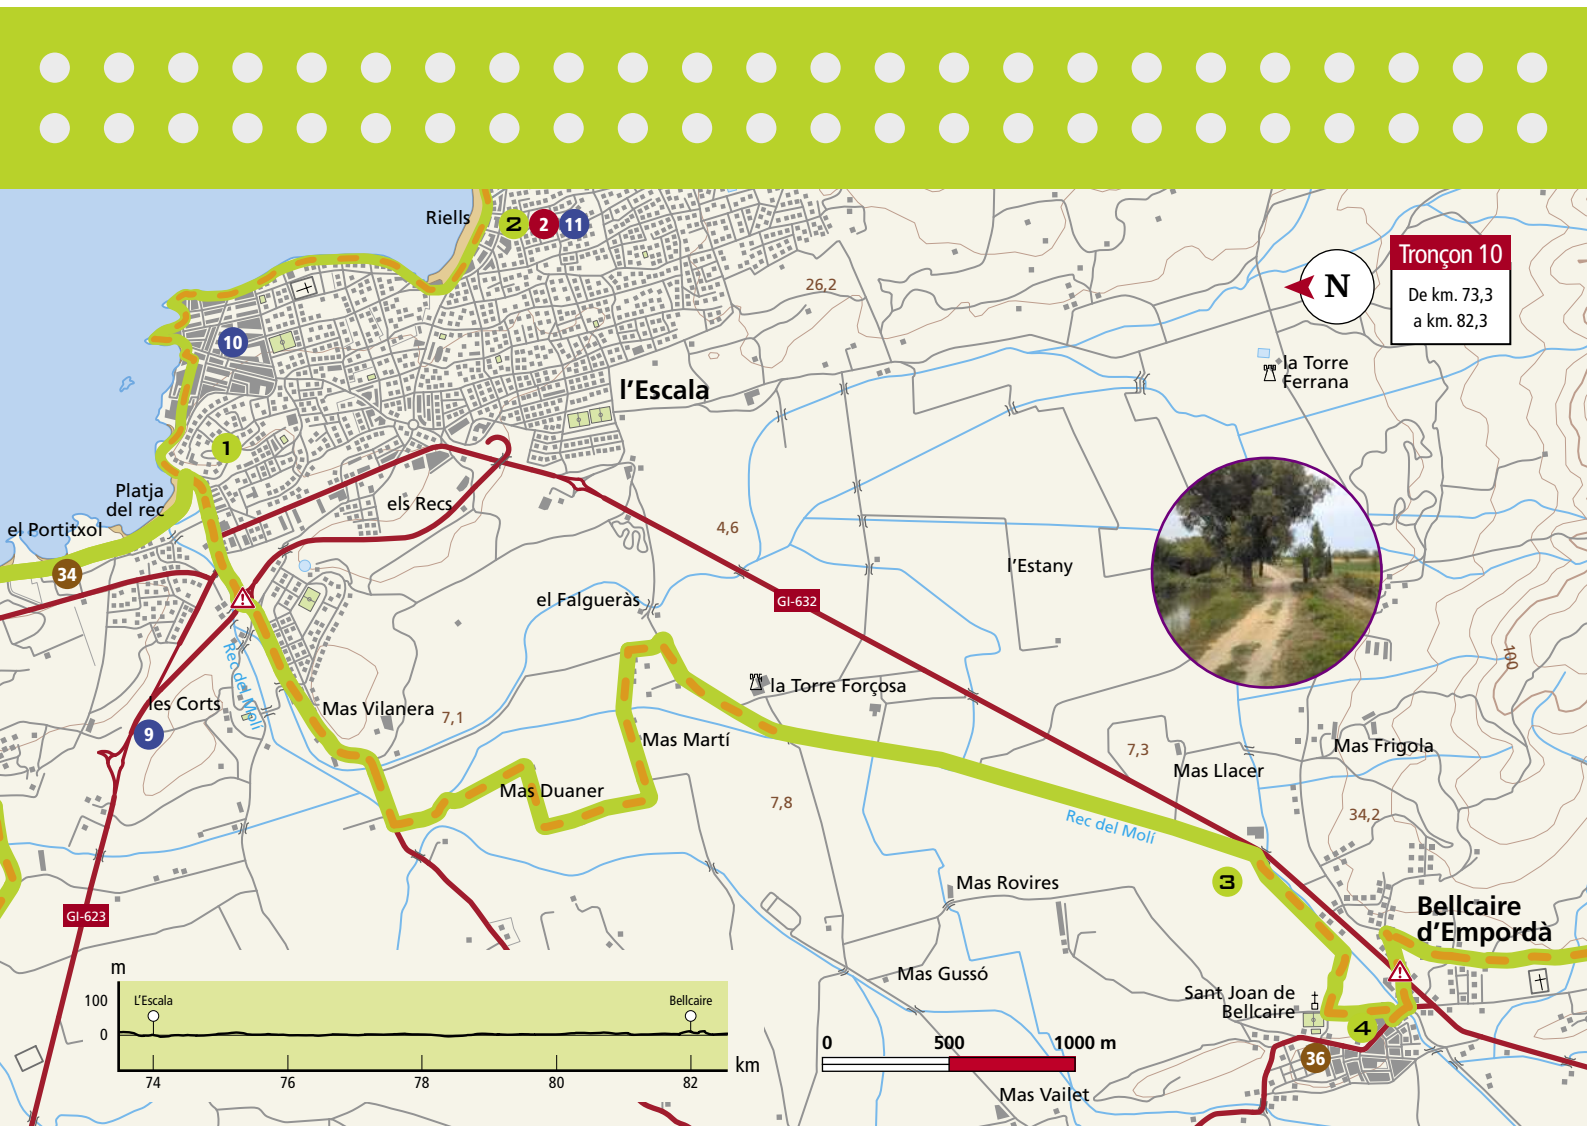 Riells
2 2 11
Tronçon 10
De km. 73,3
a km. 82,3
N
26,2
10
la Torre
Ferrana
l'Escala
1
Platja
del rec
els Recs
el Portitxol
4,6
34
l'Estany
el Falgueràs
GI-632
Rec del Molí
100
les Corts
Mas Vilanera
7,1
la Torre Forçosa
9
Mas Martí
7,3
Mas Frigola
Mas Llacer
Mas Duaner
7,8
34,2
Rec del Molí
3
Mas Rovires
GI-623
Bellcaire
d'Empordà
Mas Gussó
Sant Joan de
Bellcaire
4
36
m
100
0
L'Escala
Bellcaire
km
74 76 78 80 82
0 500 1000 m
Mas Vailet